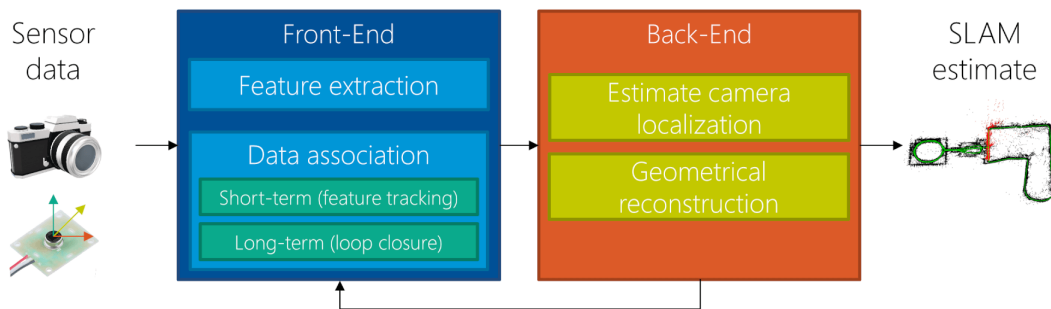 Sensor
data
Front-End
Feature extraction
Data association
Short-term (feature tracking)
Long-term (loop closure)
Back-End
Estimate camera
localization
Geometrical
reconstruction
SLAM
estimate